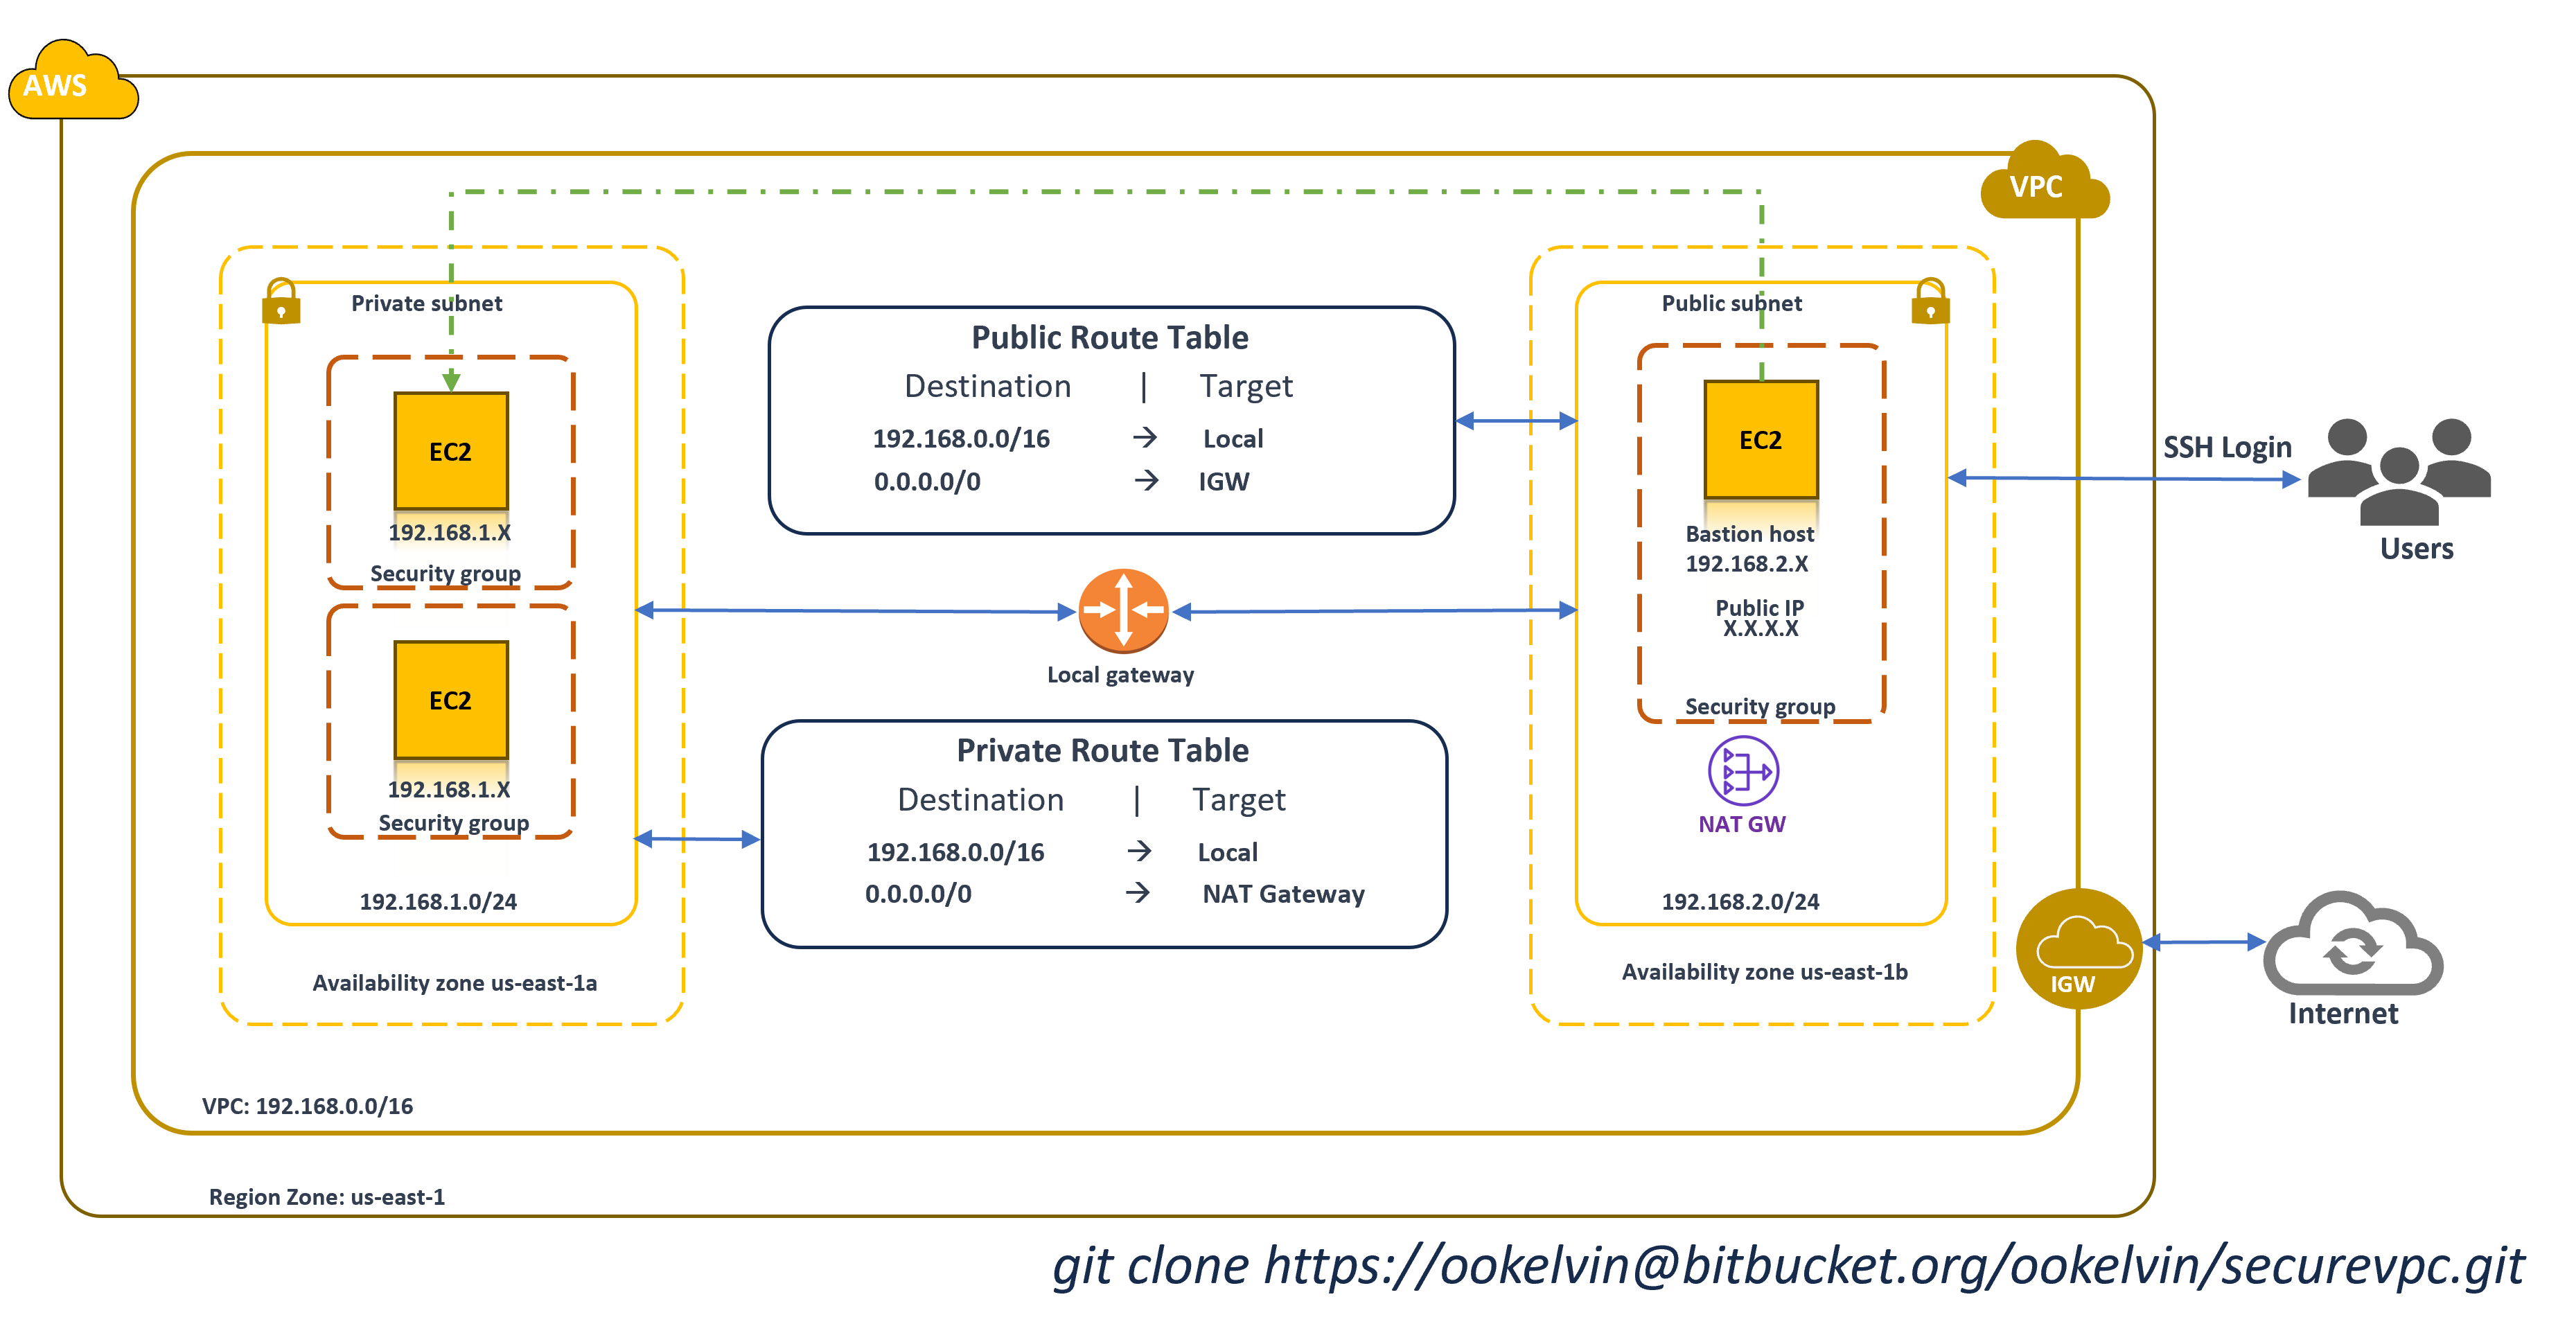 AWS
VPC
Private subnet
EC2
192.168.1.X
Security group
EC2
192.168.1.X
Security group
192.168.1.0/24
Availability zone us-east-1a
Public Route Table
Destination | Target
192.168.0.0/16 → Local
0.0.0.0/0 → IGW
Local gateway
Private Route Table
Destination | Target
192.168.0.0/16 → Local
0.0.0.0/0 → NAT Gateway
Public subnet
EC2
Bastion host
192.168.2.X
Public IP
X.X.X.X
Security group
NAT GW
192.168.2.0/24
Availability zone us-east-1b
SSH Login
Users
IGW
Internet
VPC: 192.168.0.0/16
Region Zone: us-east-1
git clone https://ookelvin@bitbucket.org/ookelvin/securevpc.git